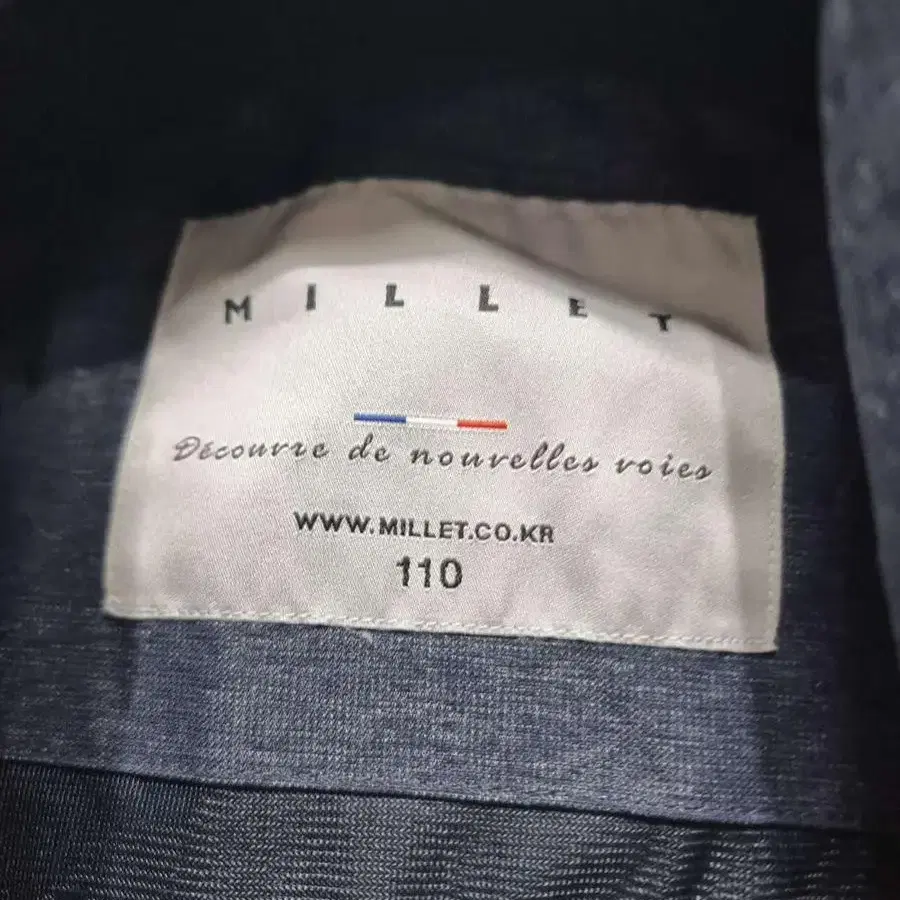 MILLET
Découvre de nouvelles voies
WWW.MILLET.CO.KR
110